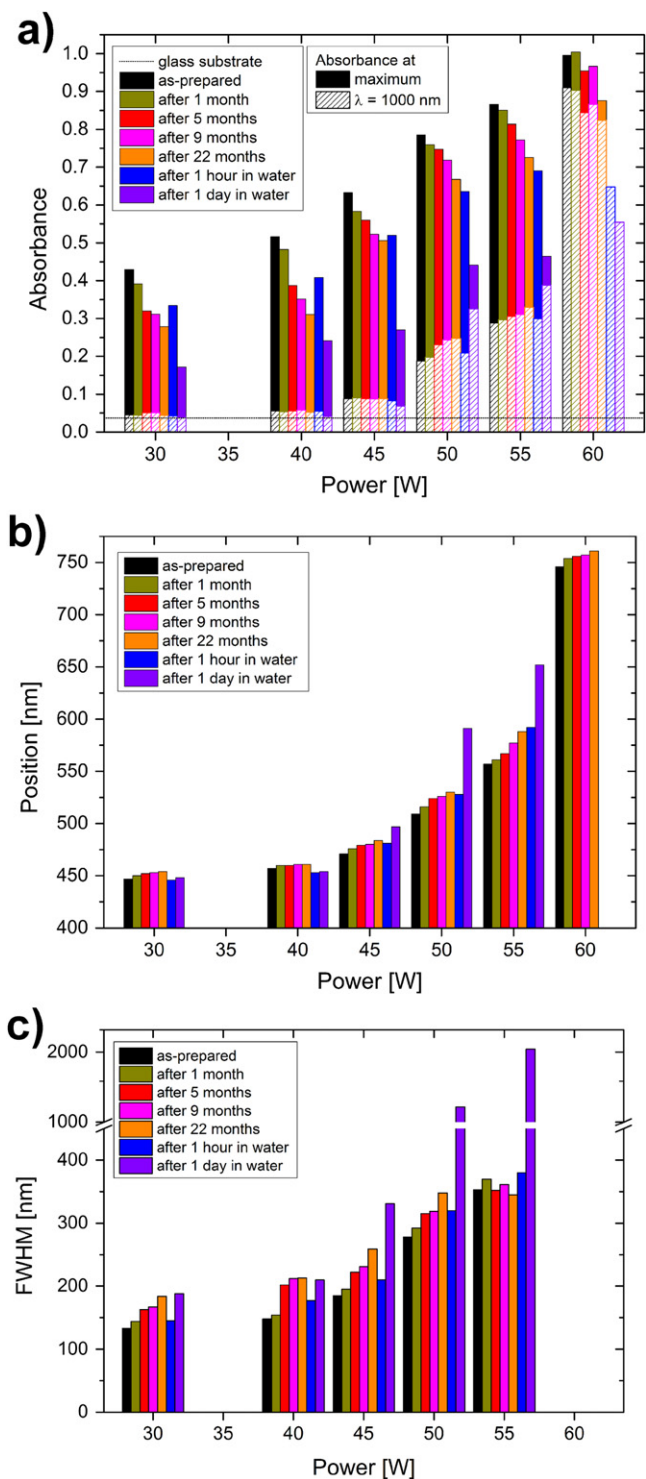 a)
glass substrate
as-prepared
after 1 month
after 5 months
after 9 months
after 22 months
after 1 hour in water
after 1 day in water
Absorbance at
maximum
λ = 1000 nm
1.0
0.9
0.8
0.7
0.6
0.5
0.4
0.3
0.2
0.1
0.0
Absorbance
30 35 40 45 50 55 60
Power [W]
b)
as-prepared
after 1 month
after 5 months
after 9 months
after 22 months
after 1 hour in water
after 1 day in water
750
700
650
600
550
500
450
400
Position [nm]
30 35 40 45 50 55 60
Power [W]
c)
as-prepared
after 1 month
after 5 months
after 9 months
after 22 months
after 1 hour in water
after 1 day in water
2000
1000
400
300
200
100
0
FWHM [nm]
30 40 45 50 55 60
Power [W]